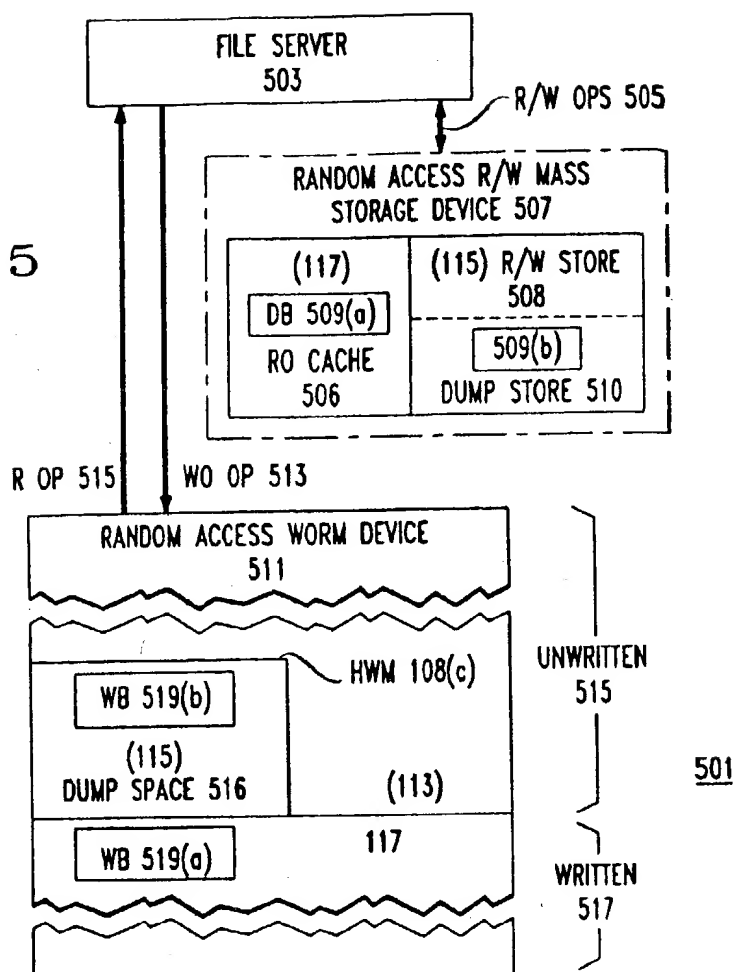 FILE SERVER
503
R/W OPS 505
RANDOM ACCESS R/W MASS
STORAGE DEVICE 507
5
(117)
DB 509(a)
RO CACHE
506
(115) R/W STORE
508
509(b)
DUMP STORE 510
R OP 515
WO OP 513
RANDOM ACCESS WORM DEVICE
511
HWM 108(c)
UNWRITTEN
515
WB 519(b)
(115)
DUMP SPACE 516
(113)
501
117
WB 519(a)
WRITTEN
517